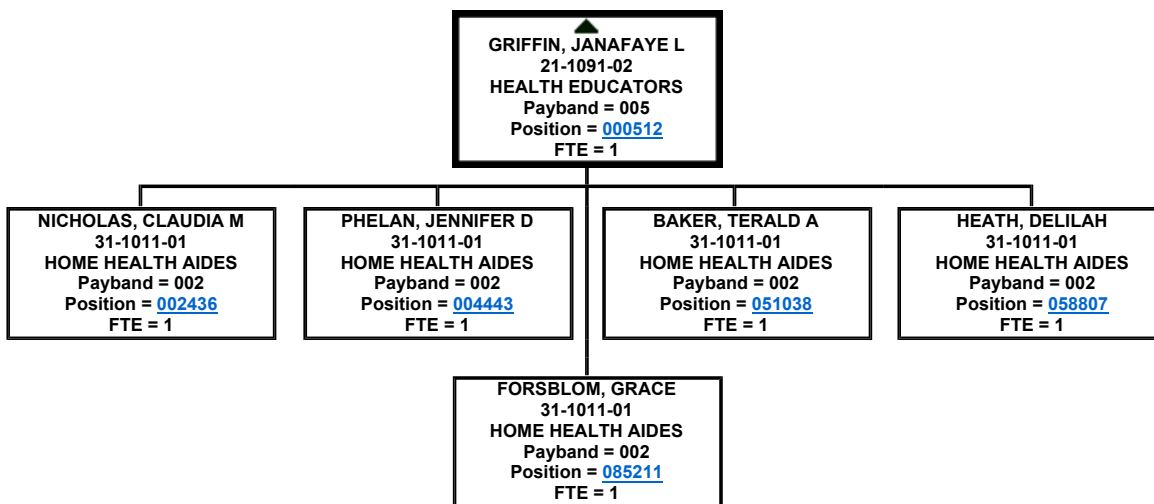 GRIFFIN, JANAFAYE L
21-1091-02
HEALTH EDUCATORS
Payband = 005
Position = 000512
FTE = 1
NICHOLAS, CLAUDIA M
31-1011-01
HOME HEALTH AIDES
Payband = 002
Position = 002436
FTE = 1
PHELAN, JENNIFER D
31-1011-01
HOME HEALTH AIDES
Payband = 002
Position = 004443
FTE = 1
BAKER, TERALD A
31-1011-01
HOME HEALTH AIDES
Payband = 002
Position = 051038
FTE = 1
HEATH, DELILAH
31-1011-01
HOME HEALTH AIDES
Payband = 002
Position = 058807
FTE = 1
FORSBLOM, GRACE
31-1011-01
HOME HEALTH AIDES
Payband = 002
Position = 085211
FTE = 1